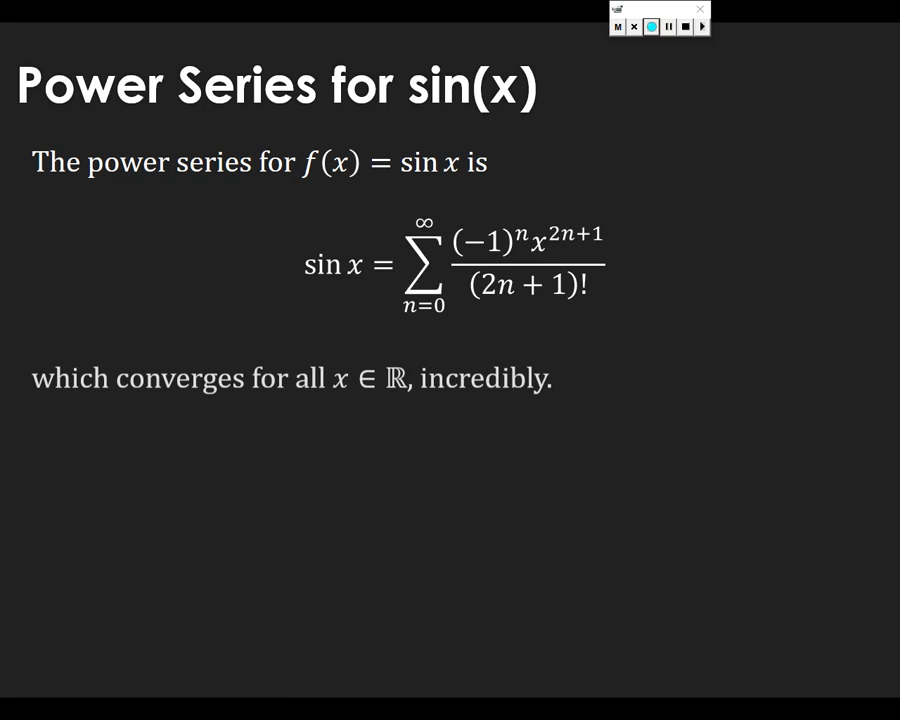 M
Power Series for sin(x)
The power series for f(x) = sin x is
sin x = ∑_{n=0}^{∞} (−1)^n x^{2n+1} / (2n + 1)!
which converges for all x ∈ ℝ, incredibly.